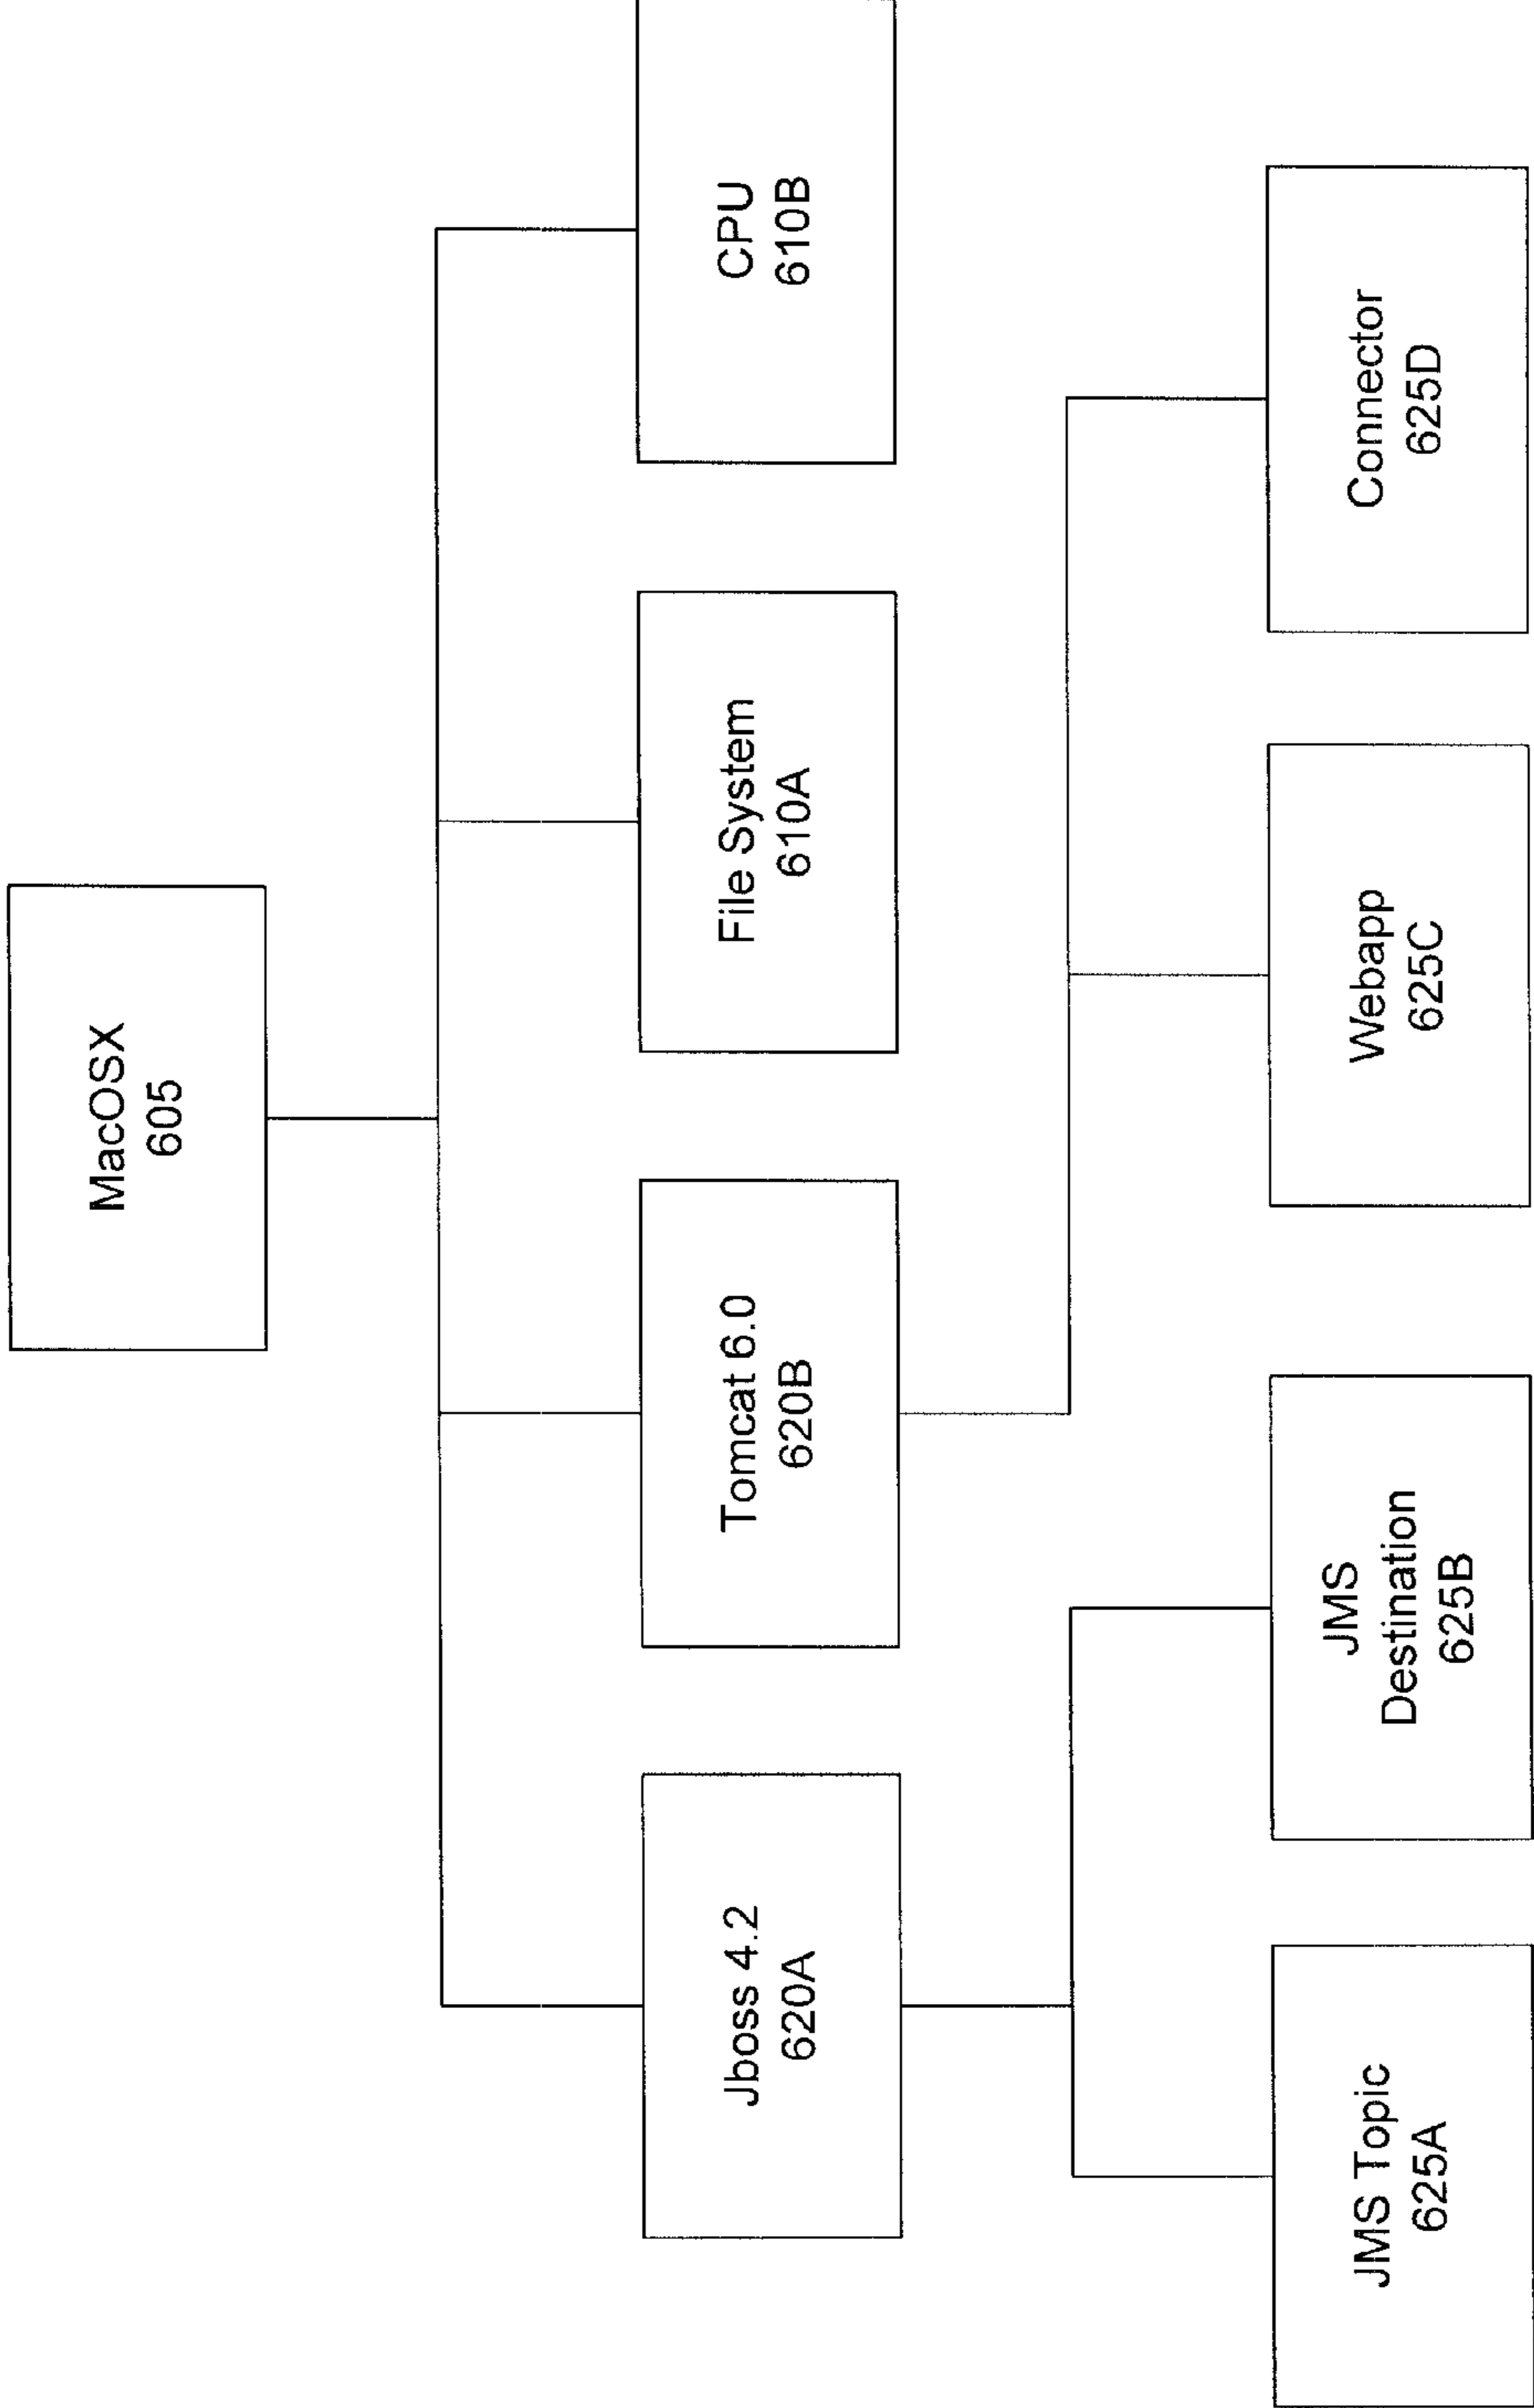 MacOSX
605
Jboss 4.2
620A
Tomcat 6.0
620B
File System
610A
CPU
610B
JMS Topic
625A
JMS
Destination
625B
Webapp
625C
Connector
625D